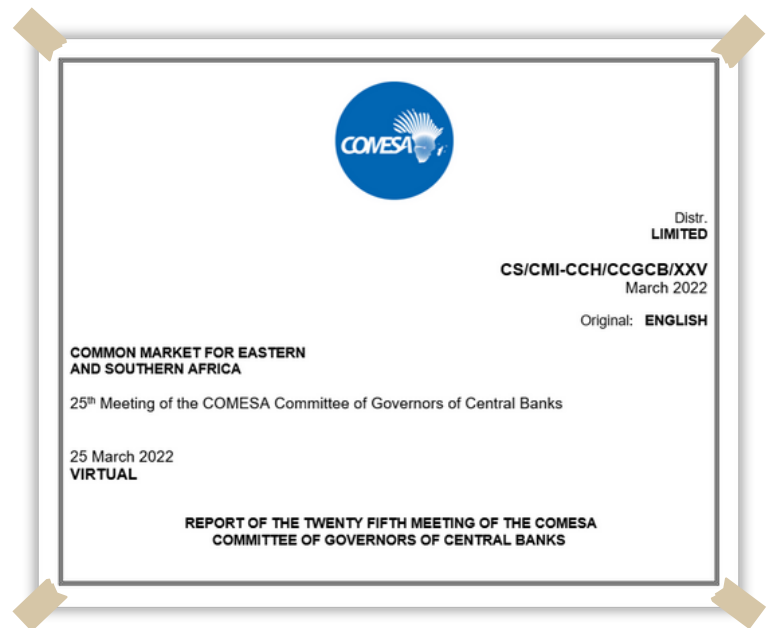 COMESA
Distr.
LIMITED
CS/CMI-CCH/CCGCB/XXV
March 2022
Original: ENGLISH
COMMON MARKET FOR EASTERN
AND SOUTHERN AFRICA
25th Meeting of the COMESA Committee of Governors of Central Banks
25 March 2022
VIRTUAL
REPORT OF THE TWENTY FIFTH MEETING OF THE COMESA
COMMITTEE OF GOVERNORS OF CENTRAL BANKS